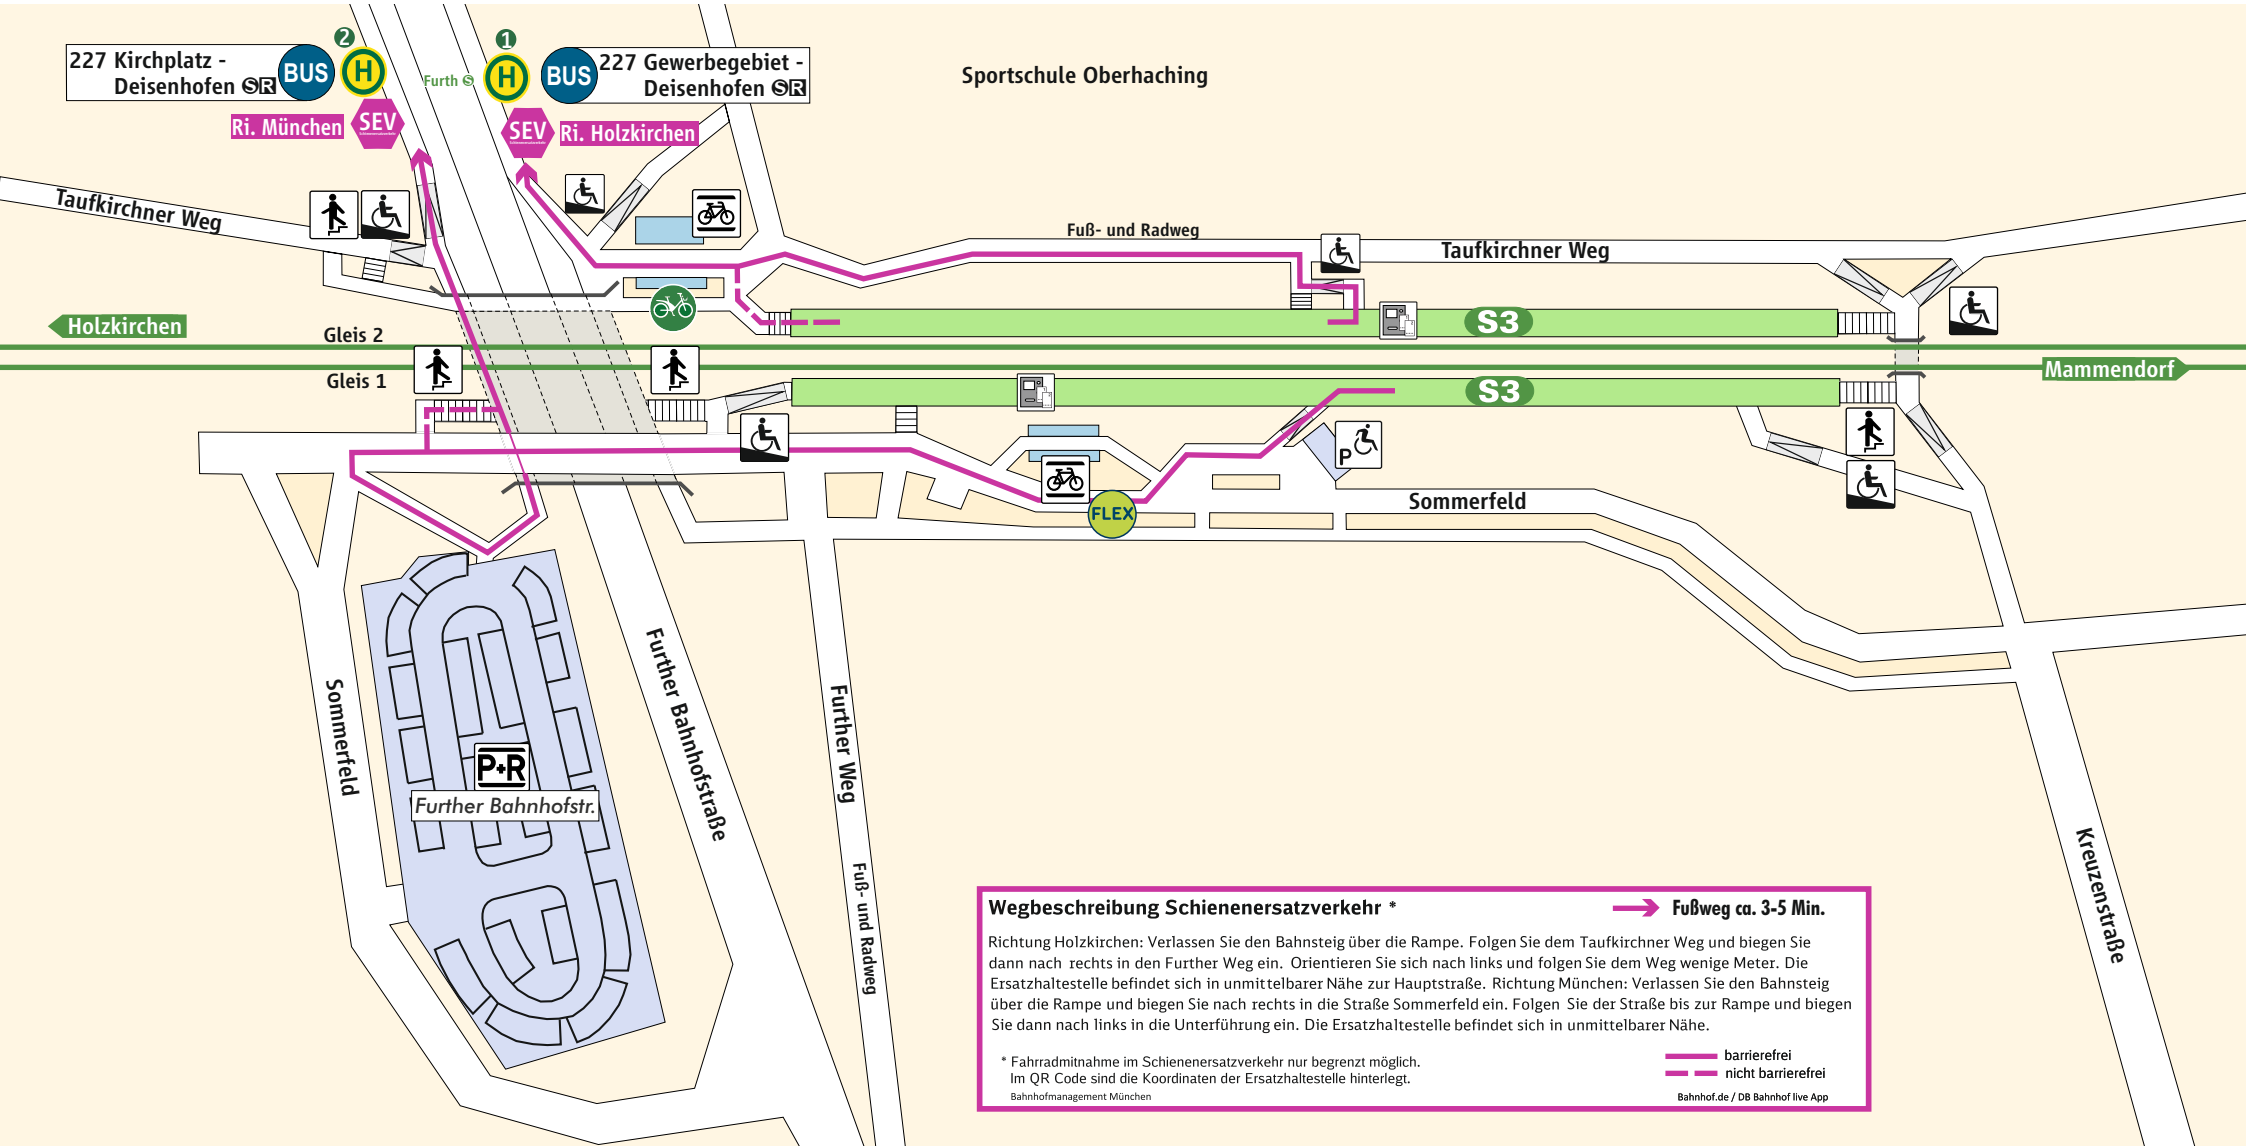 227 Kirchplatz -
Deisenhofen SR
BUS
2
H
Furth S
1
H
BUS
227 Gewerbegebiet -
Deisenhofen SR
Sportschule Oberhaching
Ri. München
SEV
SEV
Ri. Holzkirchen
Taufkirchner Weg
Fuß- und Radweg
Taufkirchner Weg
Holzkirchen
Gleis 2
S3
Gleis 1
Mammendorf
S3
P
Sommerfeld
FLEX
Sommerfeld
Further Bahnhofstraße
Further Weg
Fuß- und Radweg
P+R
Further Bahnhofstr.
Kreuzenstraße
Wegbeschreibung Schienenersatzverkehr *
Fußweg ca. 3-5 Min.
Richtung Holzkirchen: Verlassen Sie den Bahnsteig über die Rampe. Folgen Sie dem Taufkirchner Weg und biegen Sie
dann nach rechts in den Further Weg ein. Orientieren Sie sich nach links und folgen Sie dem Weg wenige Meter. Die
Ersatzhaltestelle befindet sich in unmittelbarer Nähe zur Hauptstraße. Richtung München: Verlassen Sie den Bahnsteig
über die Rampe und biegen Sie nach rechts in die Straße Sommerfeld ein. Folgen Sie der Straße bis zur Rampe und biegen
Sie dann nach links in die Unterführung ein. Die Ersatzhaltestelle befindet sich in unmittelbarer Nähe.
* Fahrradmitnahme im Schienenersatzverkehr nur begrenzt möglich.
Im QR Code sind die Koordinaten der Ersatzhaltestelle hinterlegt.
Bahnhofmanagement München
barrierefrei
nicht barrierefrei
Bahnhof.de / DB Bahnhof live App